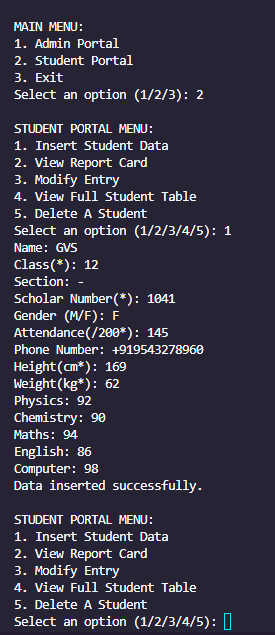 MAIN MENU:
1. Admin Portal
2. Student Portal
3. Exit
Select an option (1/2/3): 2
STUDENT PORTAL MENU:
1. Insert Student Data
2. View Report Card
3. Modify Entry
4. View Full Student Table
5. Delete A Student
Select an option (1/2/3/4/5): 1
Name: GVS
Class(*): 12
Section: -
Scholar Number(*): 1041
Gender (M/F): F
Attendance(/200*): 145
Phone Number: +919543278960
Height(cm*): 169
Weight(kg*): 62
Physics: 92
Chemistry: 90
Maths: 94
English: 86
Computer: 98
Data inserted successfully.
STUDENT PORTAL MENU:
1. Insert Student Data
2. View Report Card
3. Modify Entry
4. View Full Student Table
5. Delete A Student
Select an option (1/2/3/4/5):